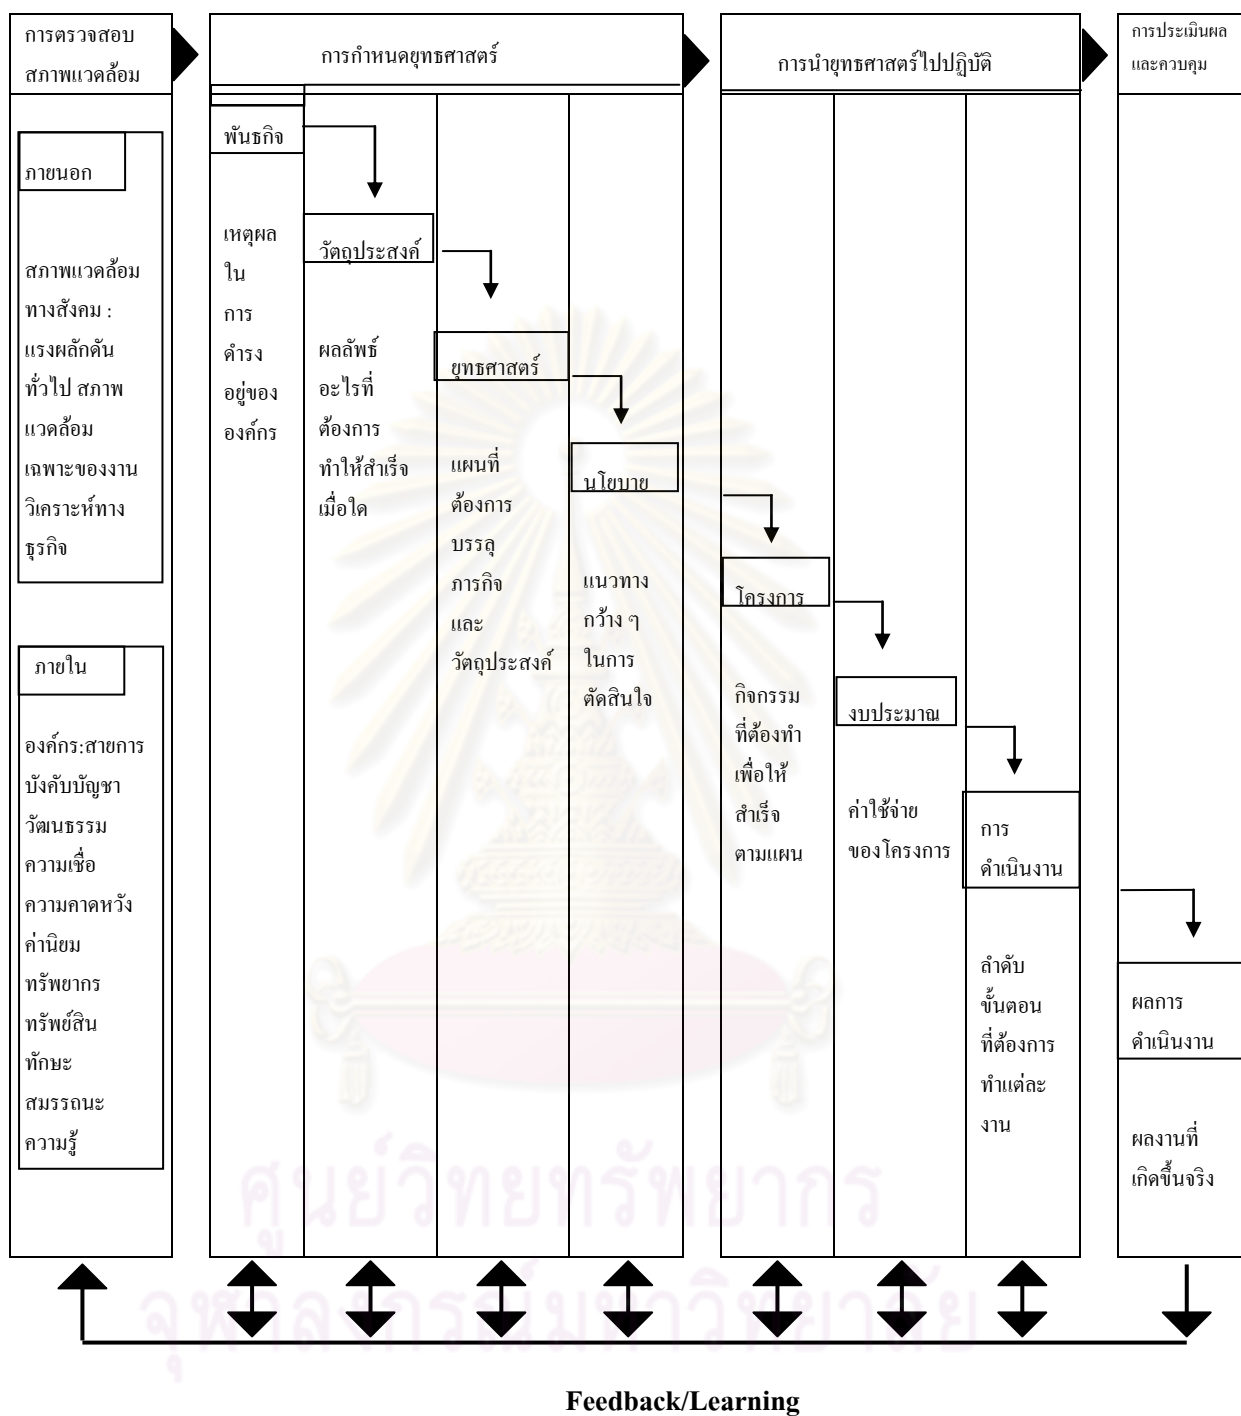 การตรวจสอบ
สภาพแวดล้อม
การกำหนดยุทธศาสตร์
การนำยุทธศาสตร์ไปปฏิบัติ
การประเมินผล
และควบคุม
ภายนอก
สภาพแวดล้อม
ทางสังคม :
แรงผลักดัน
ทั่วไป สภาพ
แวดล้อม
เฉพาะของงาน
วิเคราะห์ทาง
ธุรกิจ
ภายใน
องค์กร:สายการ
บังคับบัญชา
วัฒนธรรม
ความเชื่อ
ความคาดหวัง
ค่านิยม
ทรัพยากร
ทรัพย์สิน
ทักษะ
สมรรถนะ
ความรู้
พันธกิจ
เหตุผล
ใน
การ
ดำรง
อยู่ของ
องค์กร
วัตถุประสงค์
ผลลัพธ์
อะไรที่
ต้องการ
ทำให้สำเร็จ
เมื่อใด
ยุทธศาสตร์
แผนที่
ต้องการ
บรรลุ
ภารกิจ
และ
วัตถุประสงค์
นโยบาย
แนวทาง
กว้าง ๆ
ในการ
ตัดสินใจ
โครงการ
กิจกรรม
ที่ต้องทำ
เพื่อให้
สำเร็จ
ตามแผน
งบประมาณ
ค่าใช้จ่าย
ของโครงการ
การ
ดำเนินงาน
ลำดับ
ขั้นตอน
ที่ต้องการ
ทำแต่ละ
งาน
ผลการ
ดำเนินงาน
ผลงานที่
เกิดขึ้นจริง
ศูนย์วิทยทรัพยากร
จุฬาลงกรณ์มหาวิทยาลัย
Feedback/Learning